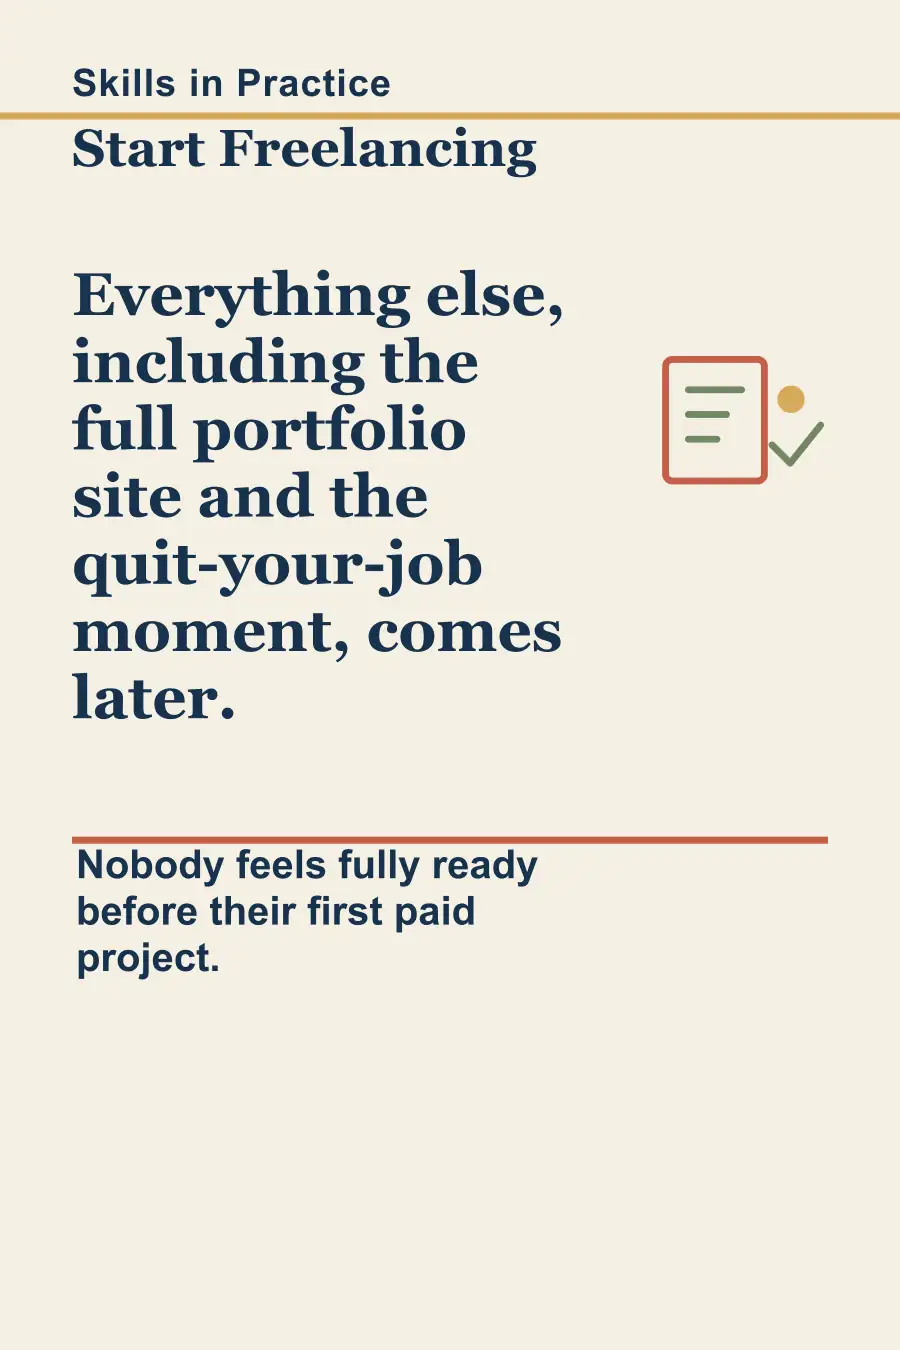 Skills in Practice
Start Freelancing
Everything else,
including the
full portfolio
site and the
quit-your-job
moment, comes
later.
Nobody feels fully ready
before their first paid
project.